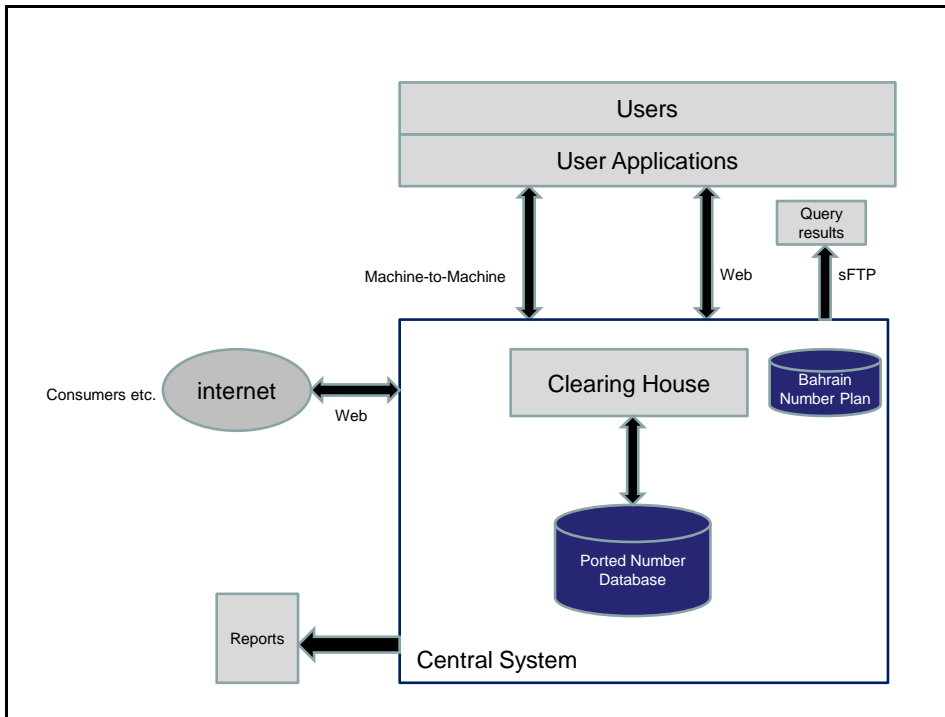 Users
User Applications
Query
results
Machine-to-Machine
Web
sFTP
Clearing House
Bahrain
Number Plan
Consumers etc.
internet
Web
Ported Number
Database
Reports
Central System